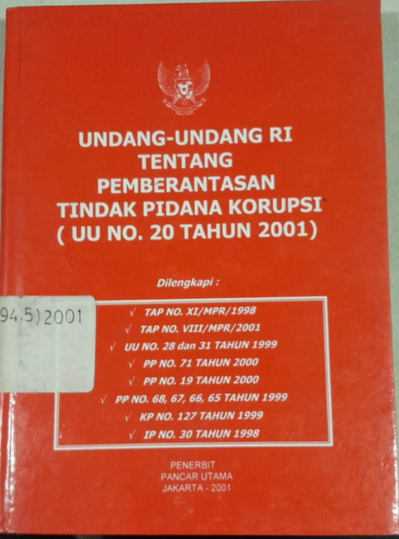 UNDANG-UNDANG RI
TENTANG
PEMBERANTASAN
TINDAK PIDANA KORUPSI
( UU NO. 20 TAHUN 2001)
Dilengkapi :
94.5)2001
√ TAP NO. XI/MPR/1998
√ TAP NO. VIII/MPR/2001
√ UU NO. 28 dan 31 TAHUN 1999
√ PP NO. 71 TAHUN 2000
√ PP NO. 19 TAHUN 2000
√ PP NO. 68, 67, 66, 65 TAHUN 1999
√ KP NO. 127 TAHUN 1999
√ IP NO. 30 TAHUN 1998
PENERBIT
PANCAR UTAMA
JAKARTA - 2001